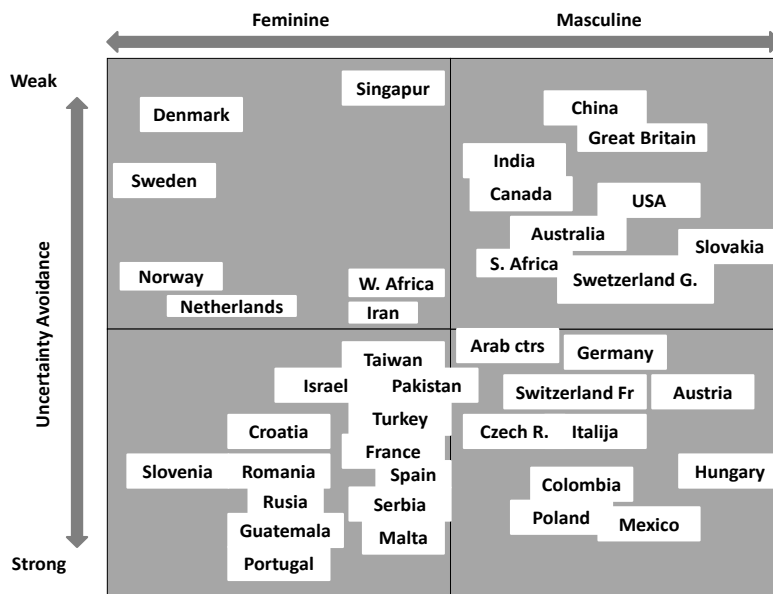 Feminine
Masculine
Weak
Singapur
Denmark
China
Great Britain
India
Sweden
Canada
USA
Australia
Slovakia
S. Africa
Norway
W. Africa
Swetzerland G.
Netherlands
Iran
Uncertainty Avoidance
Arab ctrs
Germany
Taiwan
Israel
Pakistan
Switzerland Fr
Austria
Turkey
Croatia
Czech R.
Italija
France
Slovenia
Romania
Spain
Hungary
Colombia
Rusia
Serbia
Poland
Mexico
Guatemala
Malta
Strong
Portugal